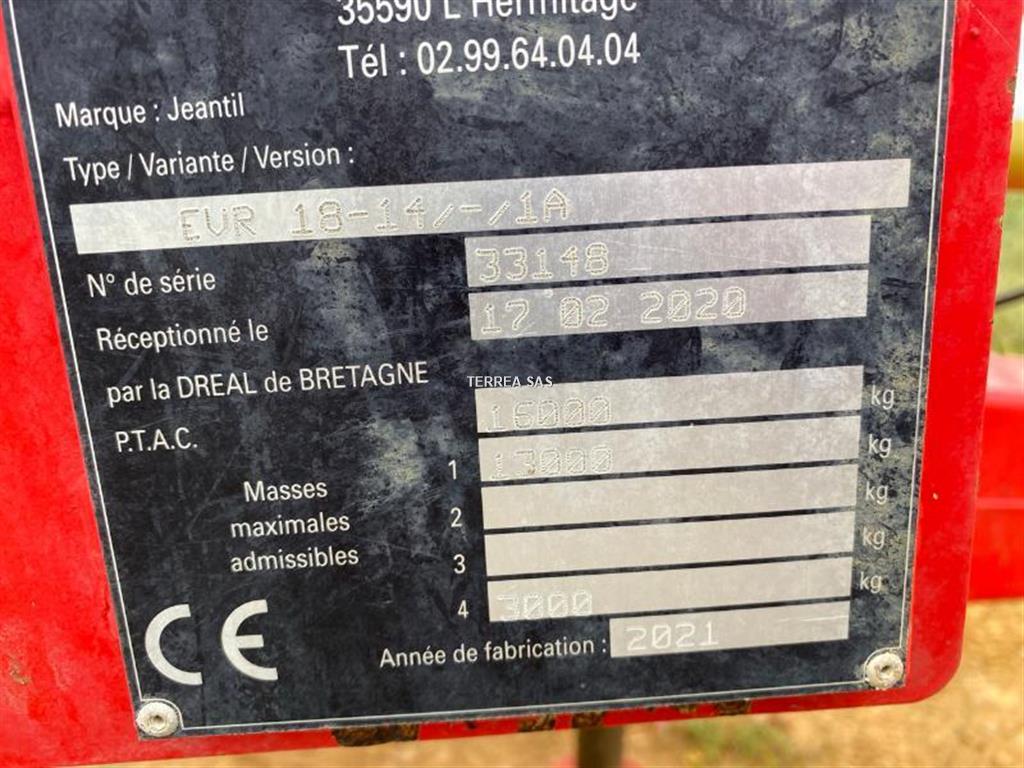 35590 L'Hermitage
Tél : 02.99.64.04.04
Marque : Jeantil
Type / Variante / Version :
EVR 18-14/-/1A
N° de série 33148
Réceptionné le 17 02 2020
par la DREAL de BRETAGNE
TERREA SAS
P.T.A.C. 16000 kg
Masses maximales admissibles
1 13000 kg
2 kg
3 kg
4 3000 kg
CE
Année de fabrication : 2021